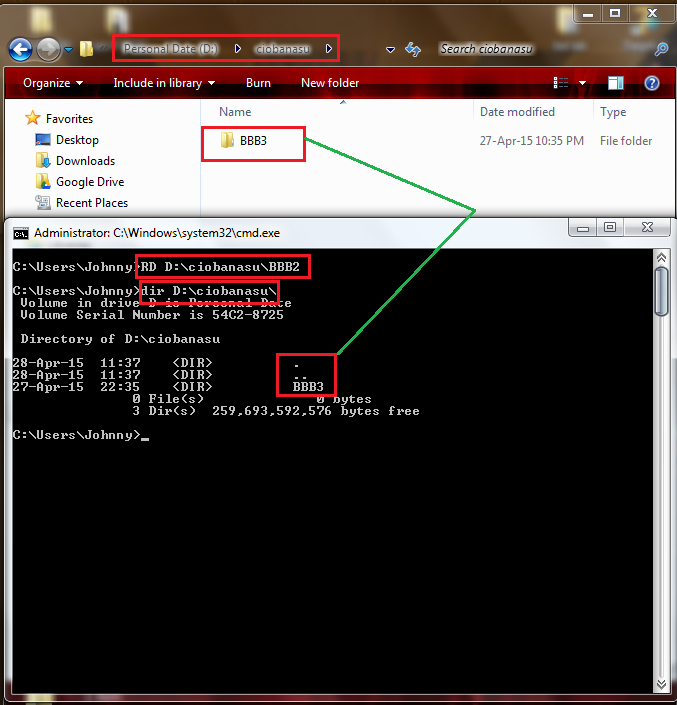 Personal Date (D:) ciobanasu Search ciobanasu
Organize Include in library Burn New folder
Name Date modified Type
BBB3 27-Apr-15 10:35 PM File folder
Favorites
Desktop
Downloads
Google Drive
Recent Places
Administrator: C:\Windows\system32\cmd.exe
C:\Users\Johnny>RD D:\ciobanasu\BBB2
C:\Users\Johnny>dir D:\ciobanasu\
Volume in drive D is Personal Date
Volume Serial Number is 54C2-8725
Directory of D:\ciobanasu
28-Apr-15 11:37 <DIR> .
28-Apr-15 11:37 <DIR> ..
27-Apr-15 22:35 <DIR> BBB3
0 File(s) 0 bytes
3 Dir(s) 259,693,592,576 bytes free
C:\Users\Johnny>_